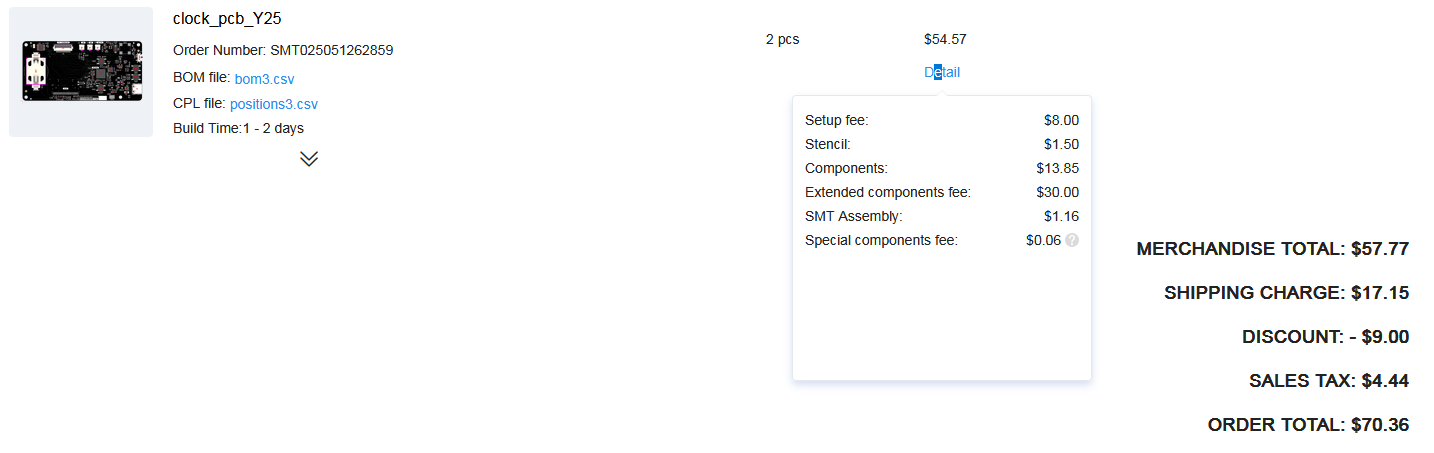 clock_pcb_Y25
Order Number: SMT025051262859
BOM file: bom3.csv
CPL file: positions3.csv
Build Time:1 - 2 days
2 pcs
$54.57
Detail
Setup fee: $8.00
Stencil: $1.50
Components: $13.85
Extended components fee: $30.00
SMT Assembly: $1.16
Special components fee: $0.06 ?
MERCHANDISE TOTAL: $57.77
SHIPPING CHARGE: $17.15
DISCOUNT: - $9.00
SALES TAX: $4.44
ORDER TOTAL: $70.36